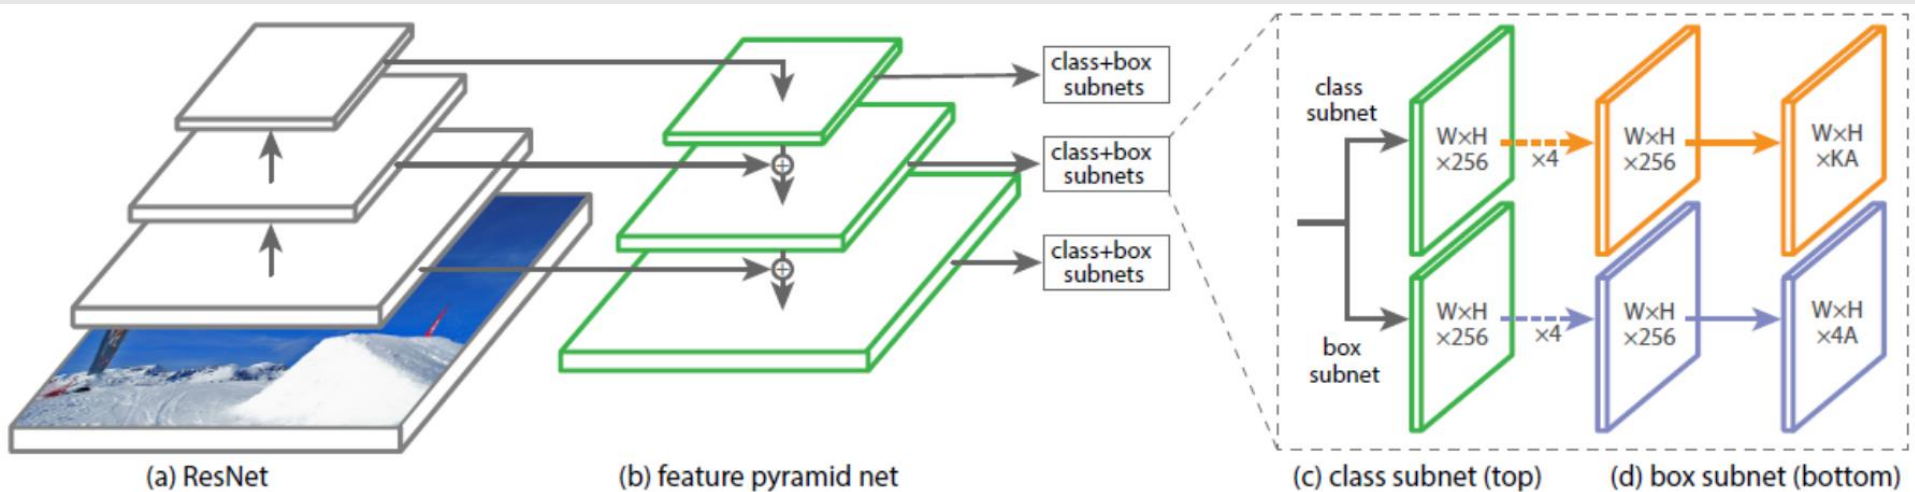 class+box
subnets
class+box
subnets
class+box
subnets
class
subnet
W×H
×256
×4
W×H
×256
W×H
×KA
box
subnet
W×H
×256
×4
W×H
×256
W×H
×4A
(a) ResNet
(b) feature pyramid net
(c) class subnet (top)
(d) box subnet (bottom)